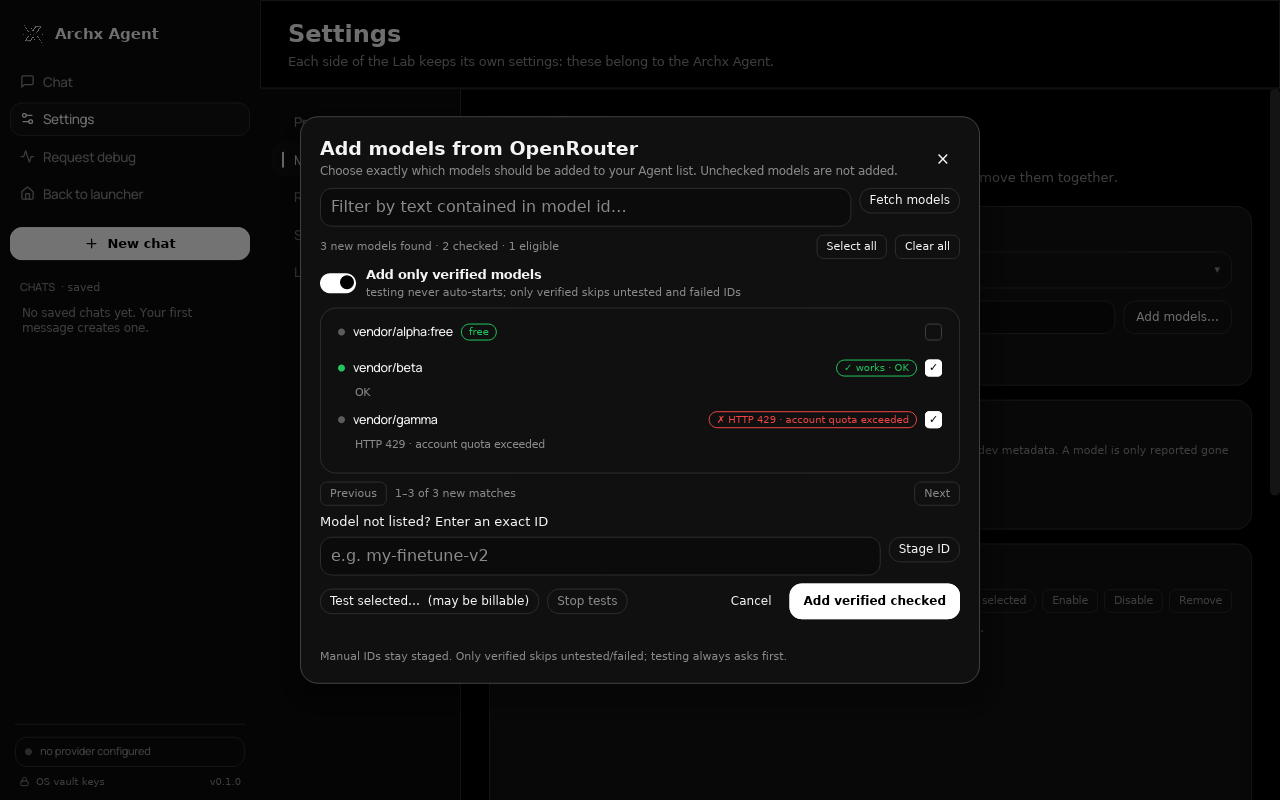 Archx Agent
Chat
Settings
Request debug
Back to launcher
+ New chat
CHATS · saved
No saved chats yet. Your first
message creates one.
no provider configured
OS vault keys
v0.1.0
Settings
Each side of the Lab keeps its own settings; these belong to the Archx Agent.
move them together.
Add models...
dev metadata. A model is only reported gone
selected
Enable
Disable
Remove
Add models from OpenRouter
Choose exactly which models should be added to your Agent list. Unchecked models are not added.
×
Filter by text contained in model id...
Fetch models
3 new models found · 2 checked · 1 eligible
Select all
Clear all
Add only verified models
testing never auto-starts; only verified skips untested and failed IDs
vendor/alpha:free
free
vendor/beta
✓ works · OK
OK
vendor/gamma
✗ HTTP 429 · account quota exceeded
HTTP 429 · account quota exceeded
Previous
1–3 of 3 new matches
Next
Model not listed? Enter an exact ID
e.g. my-finetune-v2
Stage ID
Test selected... (may be billable)
Stop tests
Cancel
Add verified checked
Manual IDs stay staged. Only verified skips untested/failed; testing always asks first.